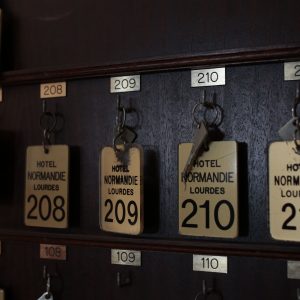 208 209 210
HOTEL
NORMANDIE
LOURDES
208
HOTEL
NORMANDIE
LOURDES
209
HOTEL
NORMANDIE
LOURDES
210
108 109 110